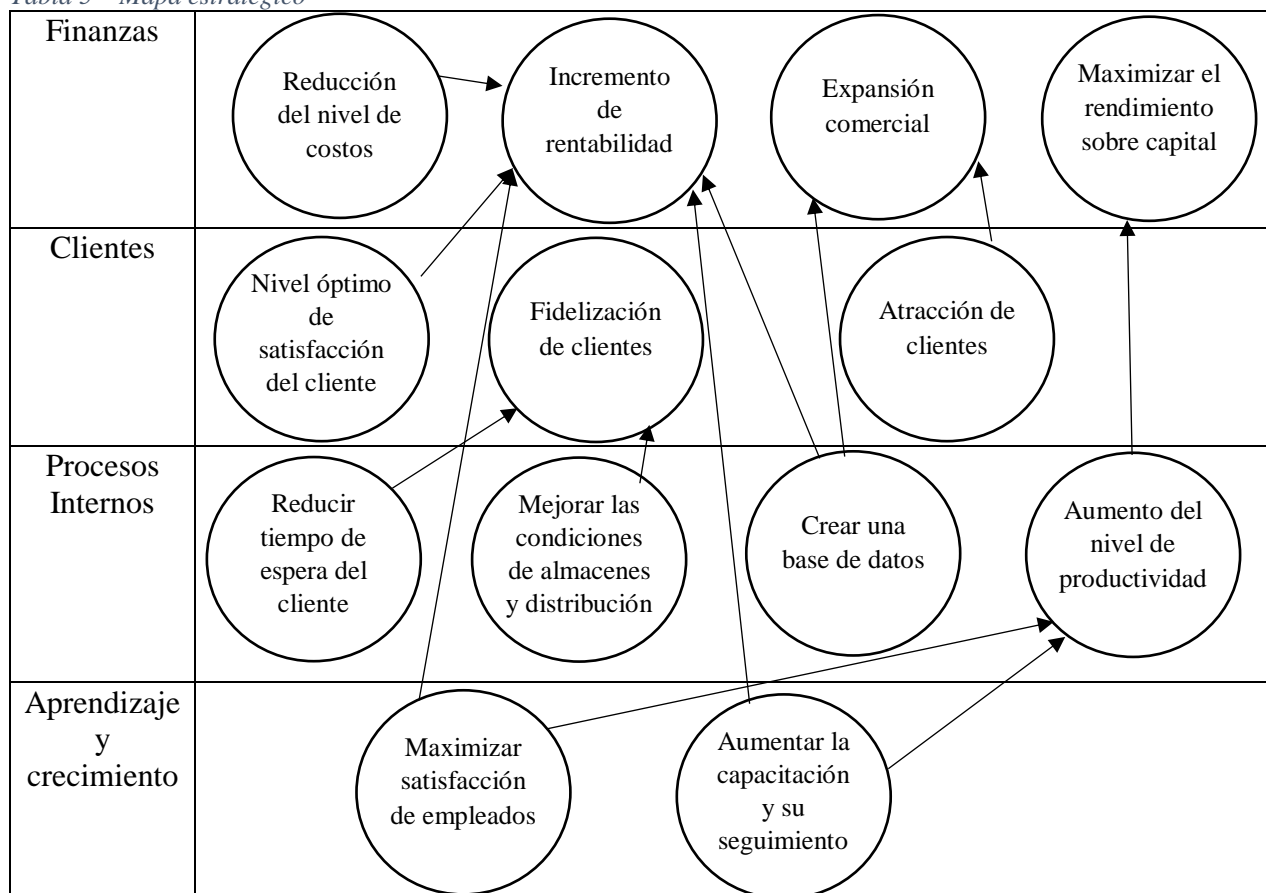 Tabla 3 – Mapa estratégico
Finanzas
Reducción
del nivel de
costos
Incremento
de
rentabilidad
Expansión
comercial
Maximizar el
rendimiento
sobre capital
Clientes
Nivel óptimo
de
satisfacción
del cliente
Fidelización
de clientes
Atracción de
clientes
Procesos
Internos
Reducir
tiempo de
espera del
cliente
Mejorar las
condiciones
de almacenes
y distribución
Crear una
base de datos
Aumento del
nivel de
productividad
Aprendizaje
y
crecimiento
Maximizar
satisfacción
de empleados
Aumentar la
capacitación
y su
seguimiento